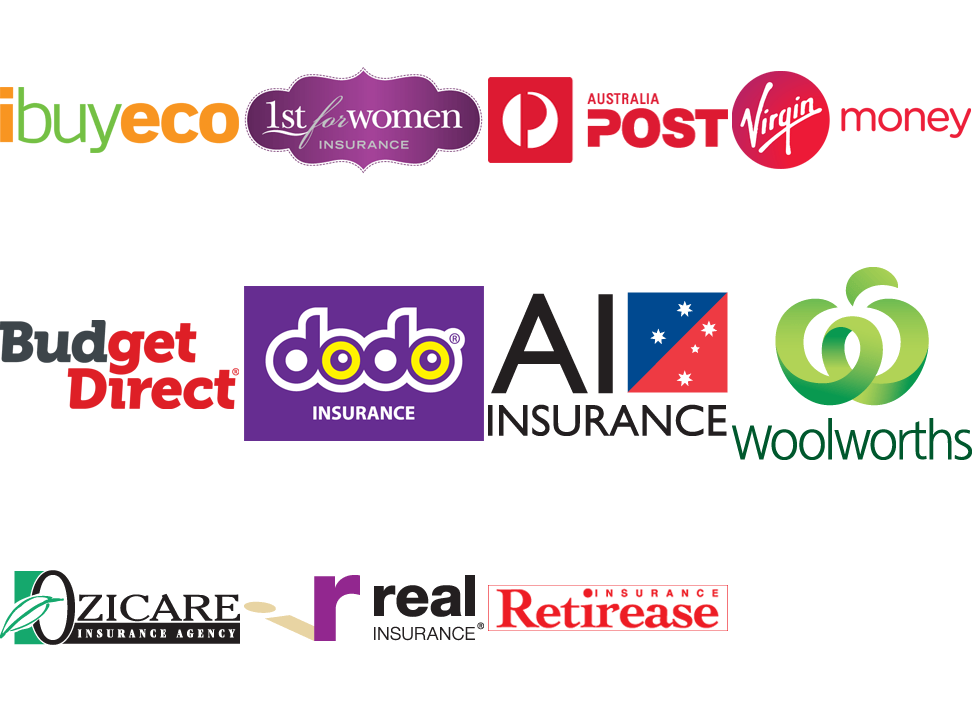 ibuyeco
1st for women
INSURANCE
AUSTRALIA
POST
Virgin money
Budget
Direct®
dodo®
INSURANCE
AI
INSURANCE
Woolworths
OZICARE
INSURANCE AGENCY
r real
INSURANCE®
INSURANCE
Retirease